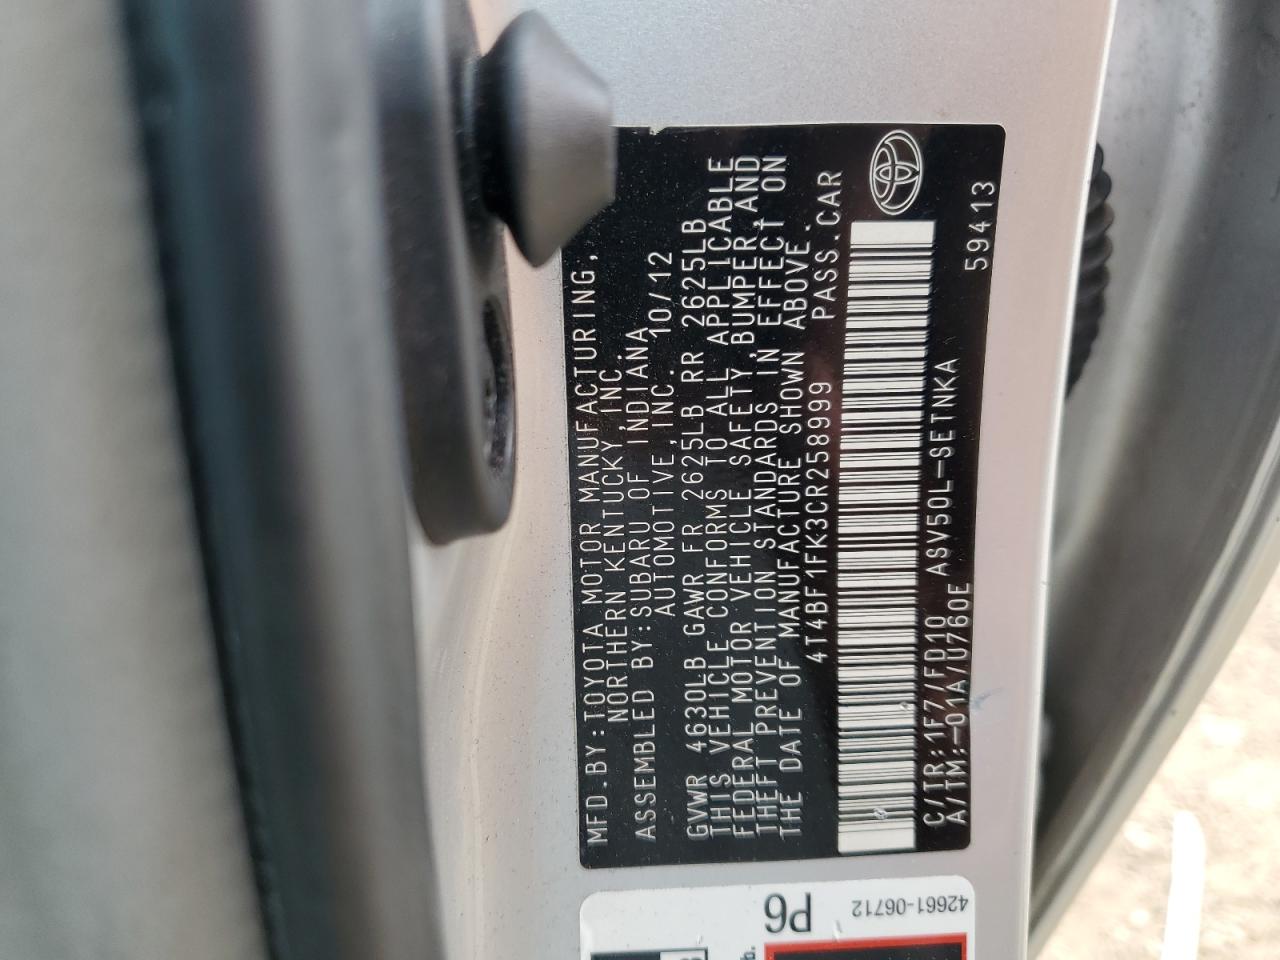 MFD.BY:TOYOTA MOTOR MANUFACTURING,
NORTHERN KENTUCKY,INC.
ASSEMBLED BY:SUBARU OF INDIANA
AUTOMOTIVE,INC. 10/12
GVWR 4630LB GAWR FR 2625LB RR 2625LB
THIS VEHICLE CONFORMS TO ALL APPLICABLE
FEDERAL MOTOR VEHICLE SAFETY,BUMPER,AND
THEFT PREVENTION STANDARDS IN EFFECT ON
THE DATE OF MANUFACTURE SHOWN ABOVE.
4T4BF1FK3CR258999 PASS.CAR
C/TR:1F7/FD10 ASV50L-SETNKA
A/TM:-01A/U760E 59413
42661-06712
P6